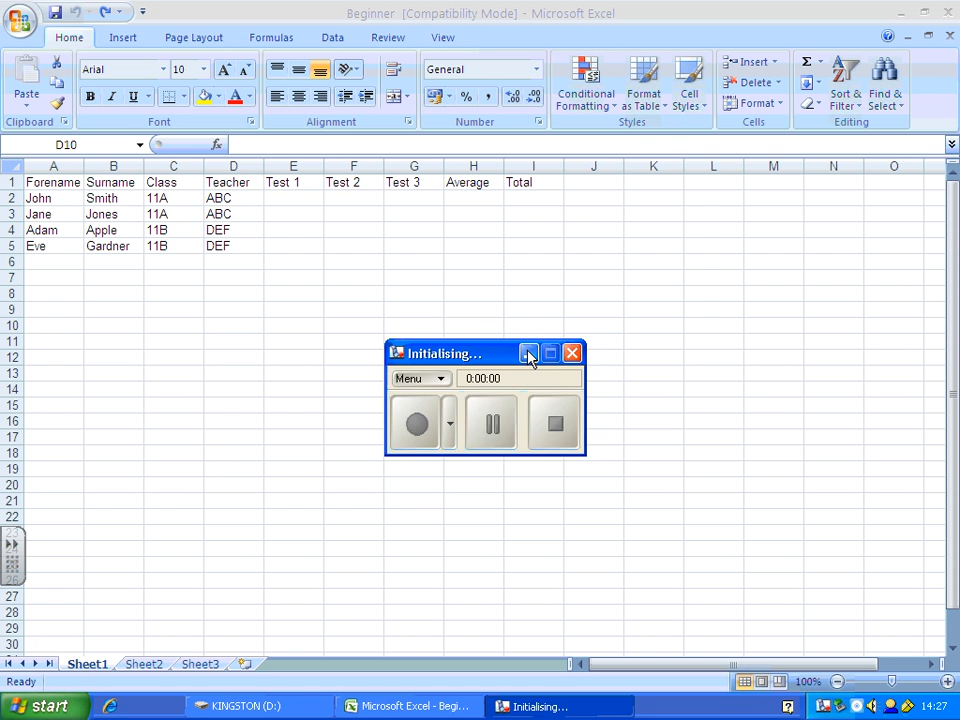 Beginner [Compatibility Mode] - Microsoft Excel
Home Insert Page Layout Formulas Data Review View
Paste
Clipboard
Arial 10
B I U
Font
Alignment
General
% ,
Number
Conditional Formatting
Format as Table
Cell Styles
Styles
Insert
Delete
Format
Cells
Σ
Sort & Filter
Find & Select
Editing
D10 fx
A B C D E F G H I J K L M N O
1 Forename Surname Class Teacher Test 1 Test 2 Test 3 Average Total
2 John Smith 11A ABC
3 Jane Jones 11A ABC
4 Adam Apple 11B DEF
5 Eve Gardner 11B DEF
6
7
8
9
10
11
12
13
14
15
16
17
18
19
20
21
22
23
26
27
28
29
30
Initialising...
Menu 0:00:00
Sheet1 Sheet2 Sheet3
Ready 100%
start KINGSTON (D:) Microsoft Excel - Begi... Initialising... 14:27